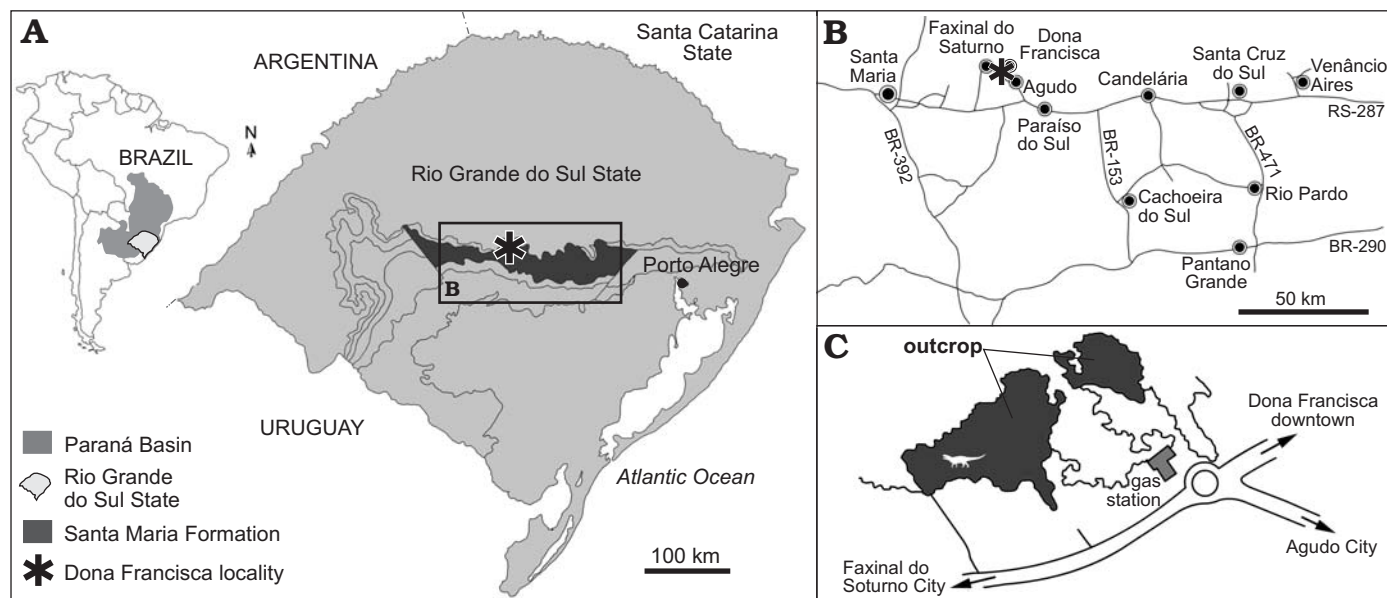 A
Santa Catarina
State
ARGENTINA
N
BRAZIL
Rio Grande do Sul State
B
Porto Alegre
URUGUAY
Atlantic Ocean
Paraná Basin
Rio Grande
do Sul State
Santa Maria Formation
Dona Francisca locality
100 km
B
Faxinal do
Saturno
Dona
Francisca
Santa
Maria
Agudo
Candelária
Santa Cruz
do Sul
Venâncio
Aires
RS-287
Paraíso
do Sul
BR-392
BR-153
BR-471
Cachoeira
do Sul
Rio Pardo
BR-290
Pantano
Grande
50 km
C
outcrop
Dona Francisca
downtown
gas
station
Agudo City
Faxinal do
Soturno City